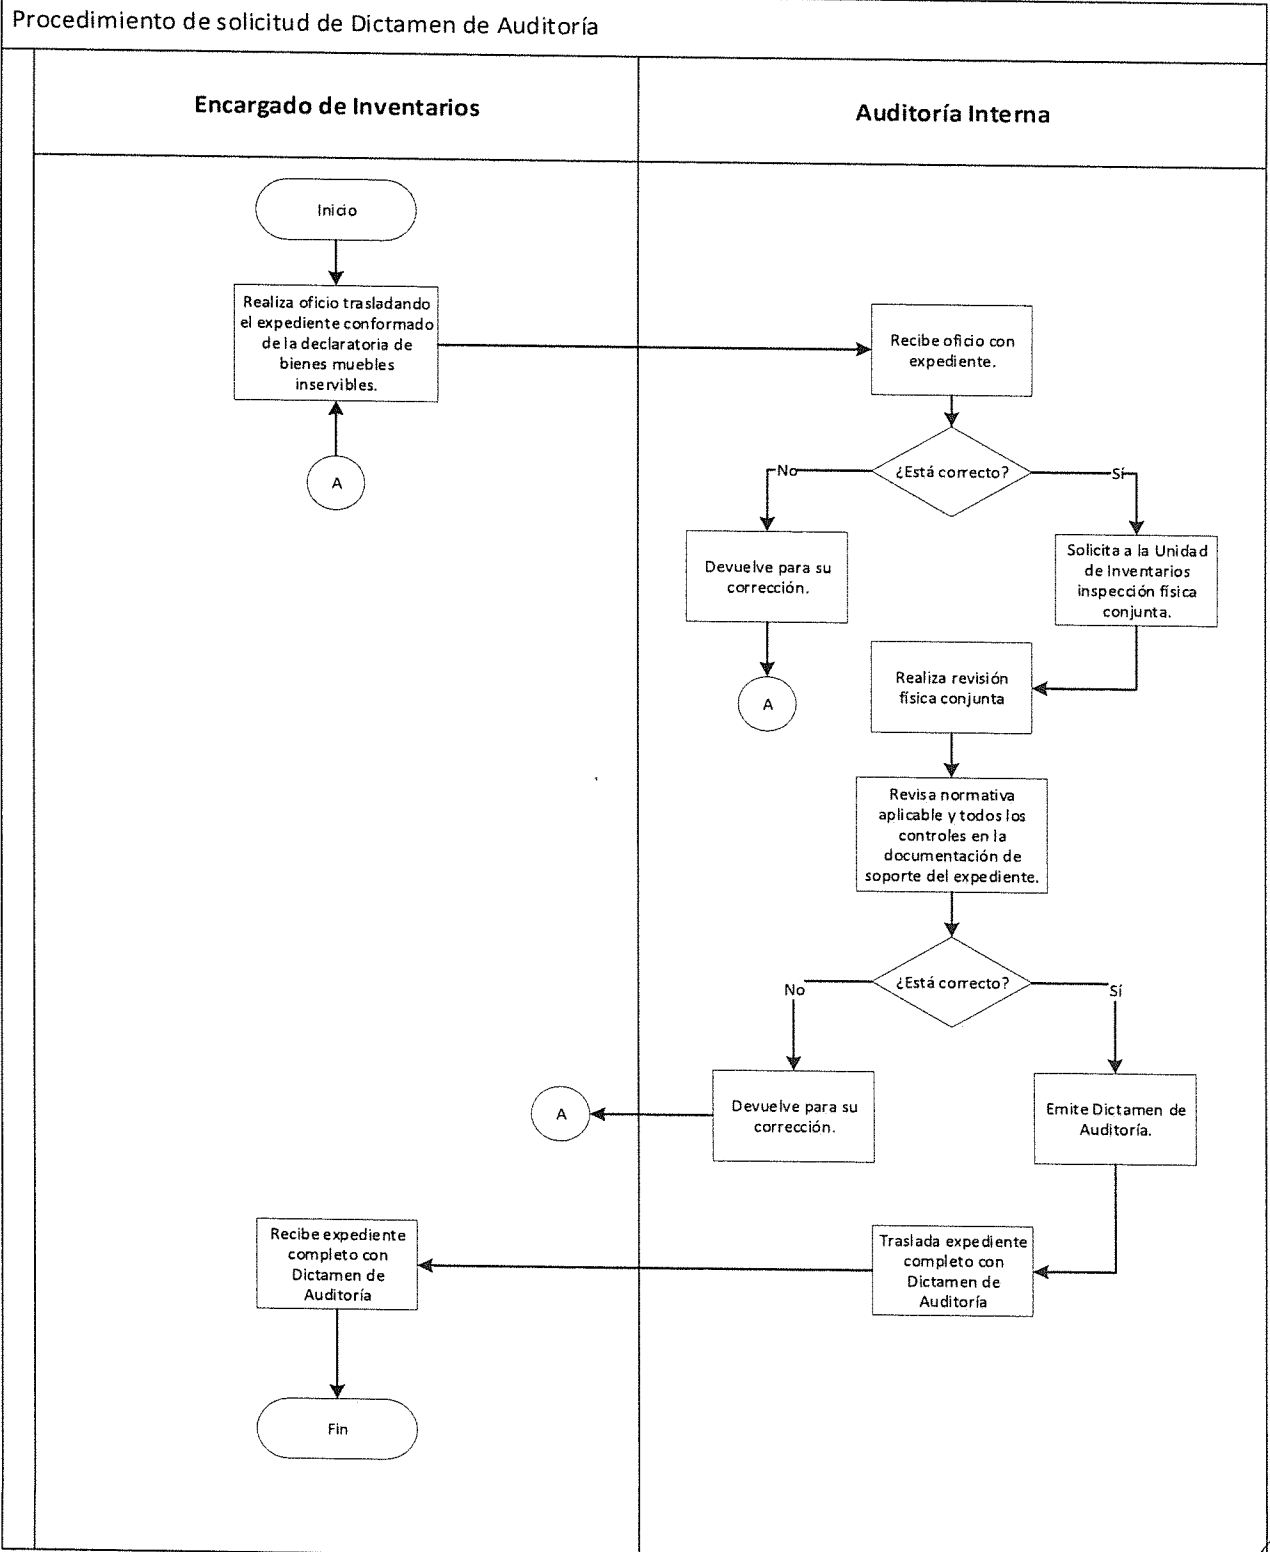 Procedimiento de solicitud de Dictamen de Auditoría
Encargado de Inventarios
Auditoría Interna
Inicio
Realiza oficio trasladando
el expediente conformado
de la declaratoria de
bienes muebles
inservibles.
A
Recibe oficio con
expediente.
¿Está correcto?
No
Sí
Devuelve para su
corrección.
A
Solicita a la Unidad
de Inventarios
inspección física
conjunta.
Realiza revisión
física conjunta
Revisa normativa
aplicable y todos los
controles en la
documentación de
soporte del expediente.
¿Está correcto?
No
Sí
Devuelve para su
corrección.
A
Emite Dictamen de
Auditoría.
Traslada expediente
completo con
Dictamen de
Auditoría
Recibe expediente
completo con
Dictamen de
Auditoría
Fin